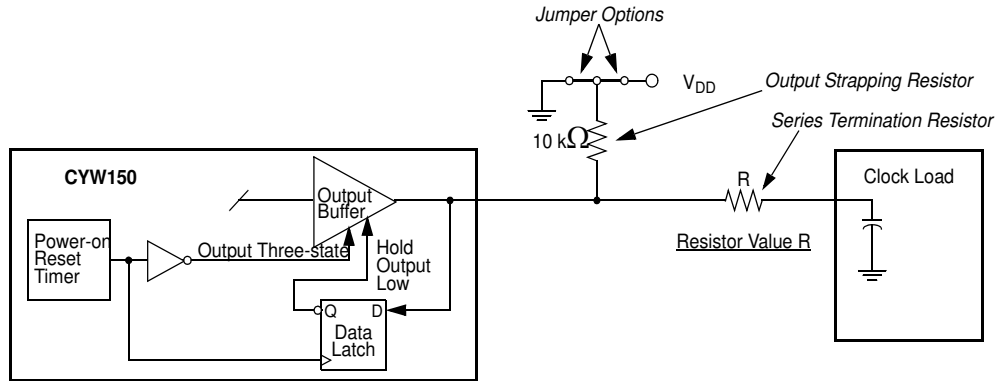 Jumper Options
V_DD
Output Strapping Resistor
10 kΩ
Series Termination Resistor
CYW150
Output
Buffer
R
Clock Load
Power-on
Reset
Timer
Output Three-state
Hold
Output
Low
Resistor Value R
Q
D
Data
Latch